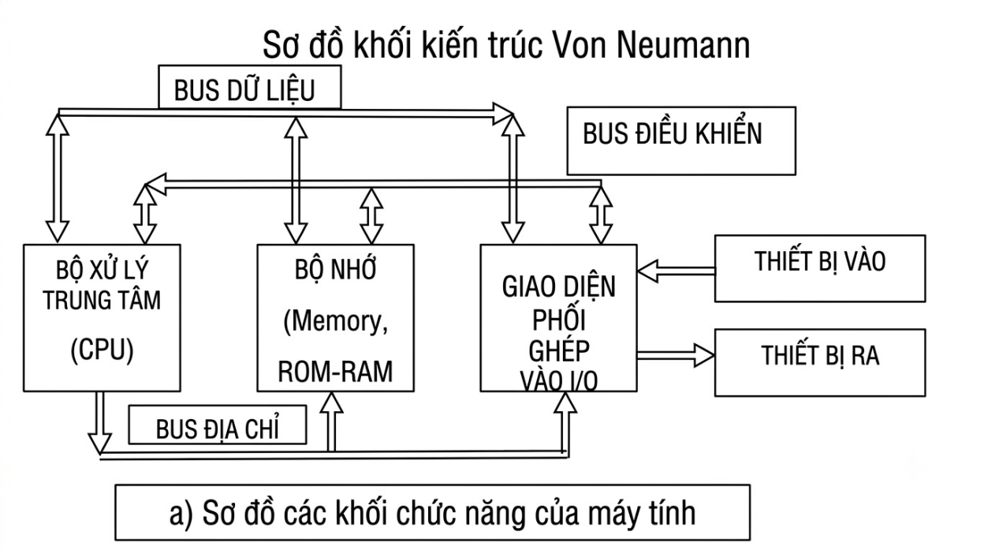 Sơ đồ khối kiến trúc Von Neumann
BUS DỮ LIỆU
BUS ĐIỀU KHIỂN
BỘ XỬ LÝ
TRUNG TÂM
(CPU)
BỘ NHỚ
(Memory,
ROM-RAM
GIAO DIỆN
PHỐI
GHÉP
VÀO I/O
THIẾT BỊ VÀO
THIẾT BỊ RA
BUS ĐỊA CHỈ
a) Sơ đồ các khối chức năng của máy tính